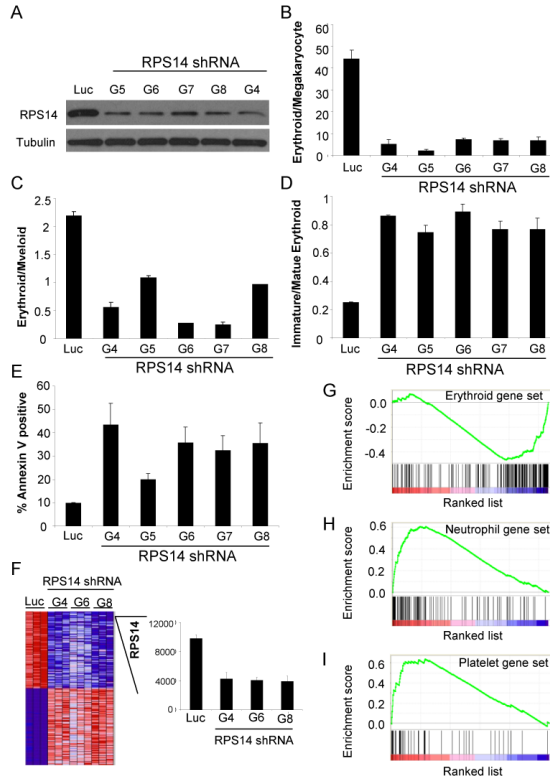 A
RPS14 shRNA
Luc G5 G6 G7 G8 G4
RPS14
Tubulin
B
Erythroid/Megakaryocyte
60
50
40
30
20
10
0
Luc G4 G5 G6 G7 G8
RPS14 shRNA
C
Erythroid/Myeloid
2.5
2
1.5
1
0.5
0
Luc G4 G5 G6 G7 G8
RPS14 shRNA
D
Immature/Matue Erythroid
1
0.8
0.6
0.4
0.2
0
Luc G4 G5 G6 G7 G8
RPS14 shRNA
E
% Annexin V positive
60
50
40
30
20
10
0
Luc G4 G5 G6 G7 G8
RPS14 shRNA
F
RPS14 shRNA
Luc G4 G6 G8
RPS14
12000
8000
4000
0
Luc G4 G6 G8
RPS14 shRNA
G
Erythroid gene set
Enrichment score
0.0
-0.2
-0.4
Ranked list
H
Neutrophil gene set
Enrichment score
0.6
0.4
0.2
0
Ranked list
I
Platelet gene set
Enrichment score
0.6
0.4
0.2
0.0
Ranked list